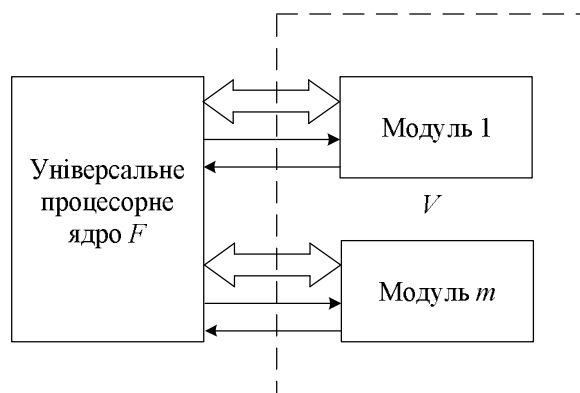 Універсальне
процесорне
ядро F
Модуль 1
V
Модуль m